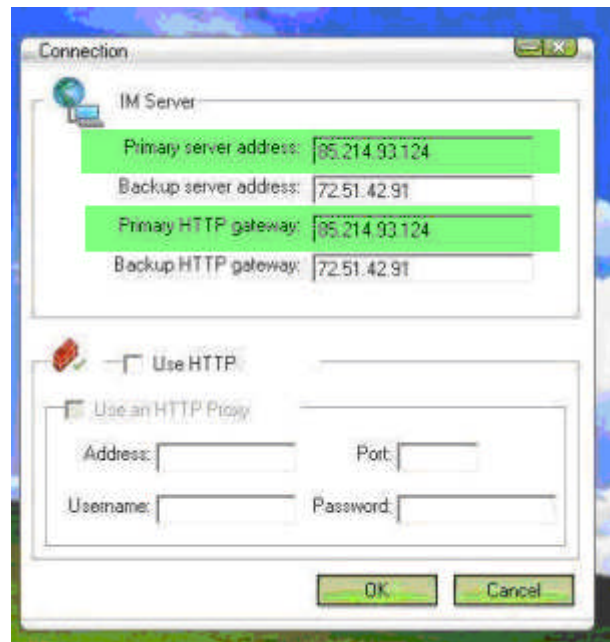 Connection
IM Server
Primary server address: 85.214.93.124
Backup server address: 72.51.42.91
Primary HTTP gateway: 85.214.93.124
Backup HTTP gateway: 72.51.42.91
Use HTTP
Use an HTTP Proxy
Address: Port:
Username: Password:
OK Cancel